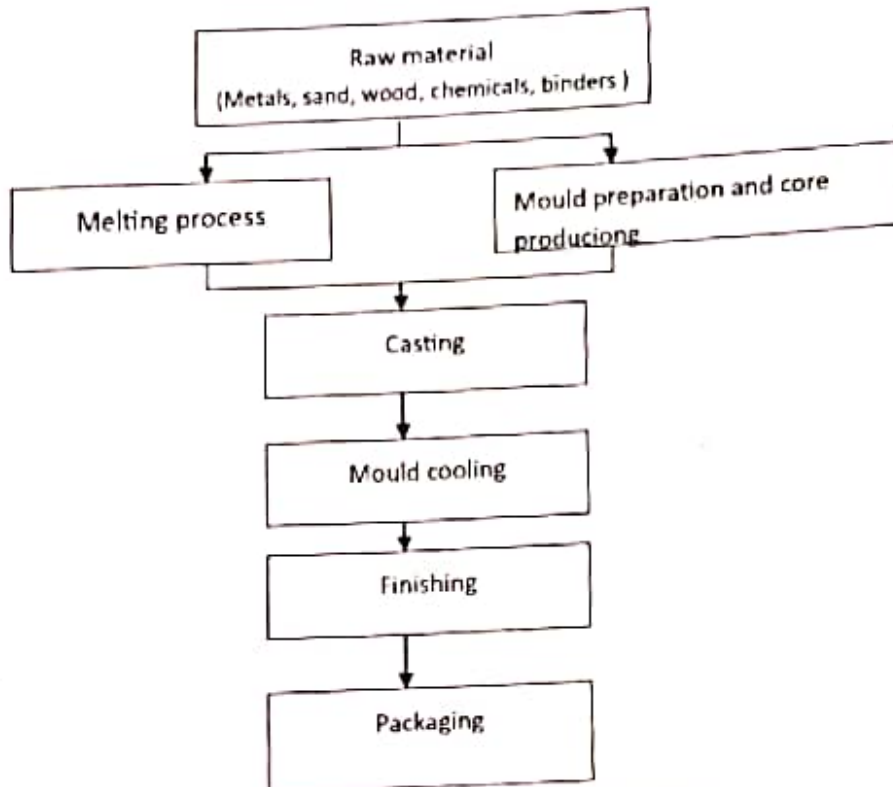 Raw material
(Metals, sand, wood, chemicals, binders )
Melting process
Mould preparation and core
produciong
Casting
Mould cooling
Finishing
Packaging